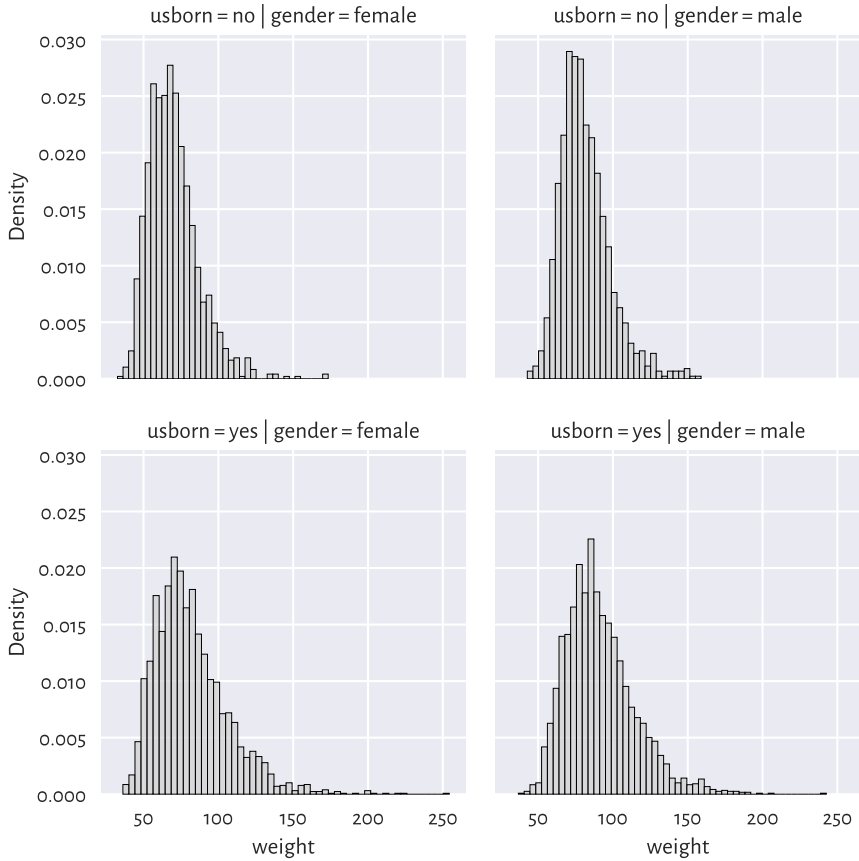 usborn = no | gender = female
usborn = no | gender = male
0.030
0.025
0.020
0.015
0.010
0.005
0.000
Density
usborn = yes | gender = female
usborn = yes | gender = male
0.030
0.025
0.020
0.015
0.010
0.005
0.000
Density
50 100 150 200 250
50 100 150 200 250
weight
weight